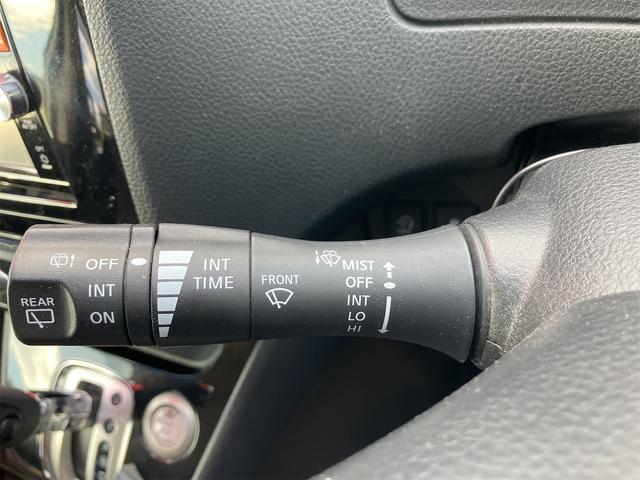 OFF
INT
ON
REAR
INT
TIME
FRONT
MIST
OFF
INT
LO
HI